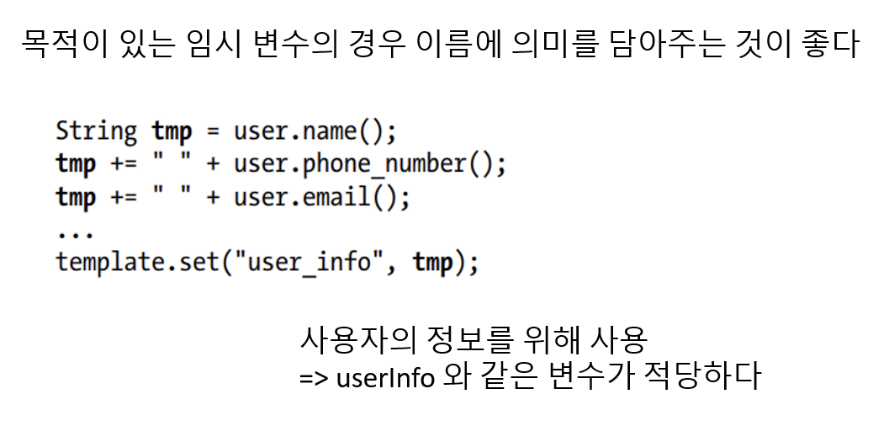 목적이 있는 임시 변수의 경우 이름에 의미를 담아주는 것이 좋다
String tmp = user.name();
tmp += " " + user.phone_number();
tmp += " " + user.email();
...
template.set("user_info", tmp);
사용자의 정보를 위해 사용
=> userInfo 와 같은 변수가 적당하다